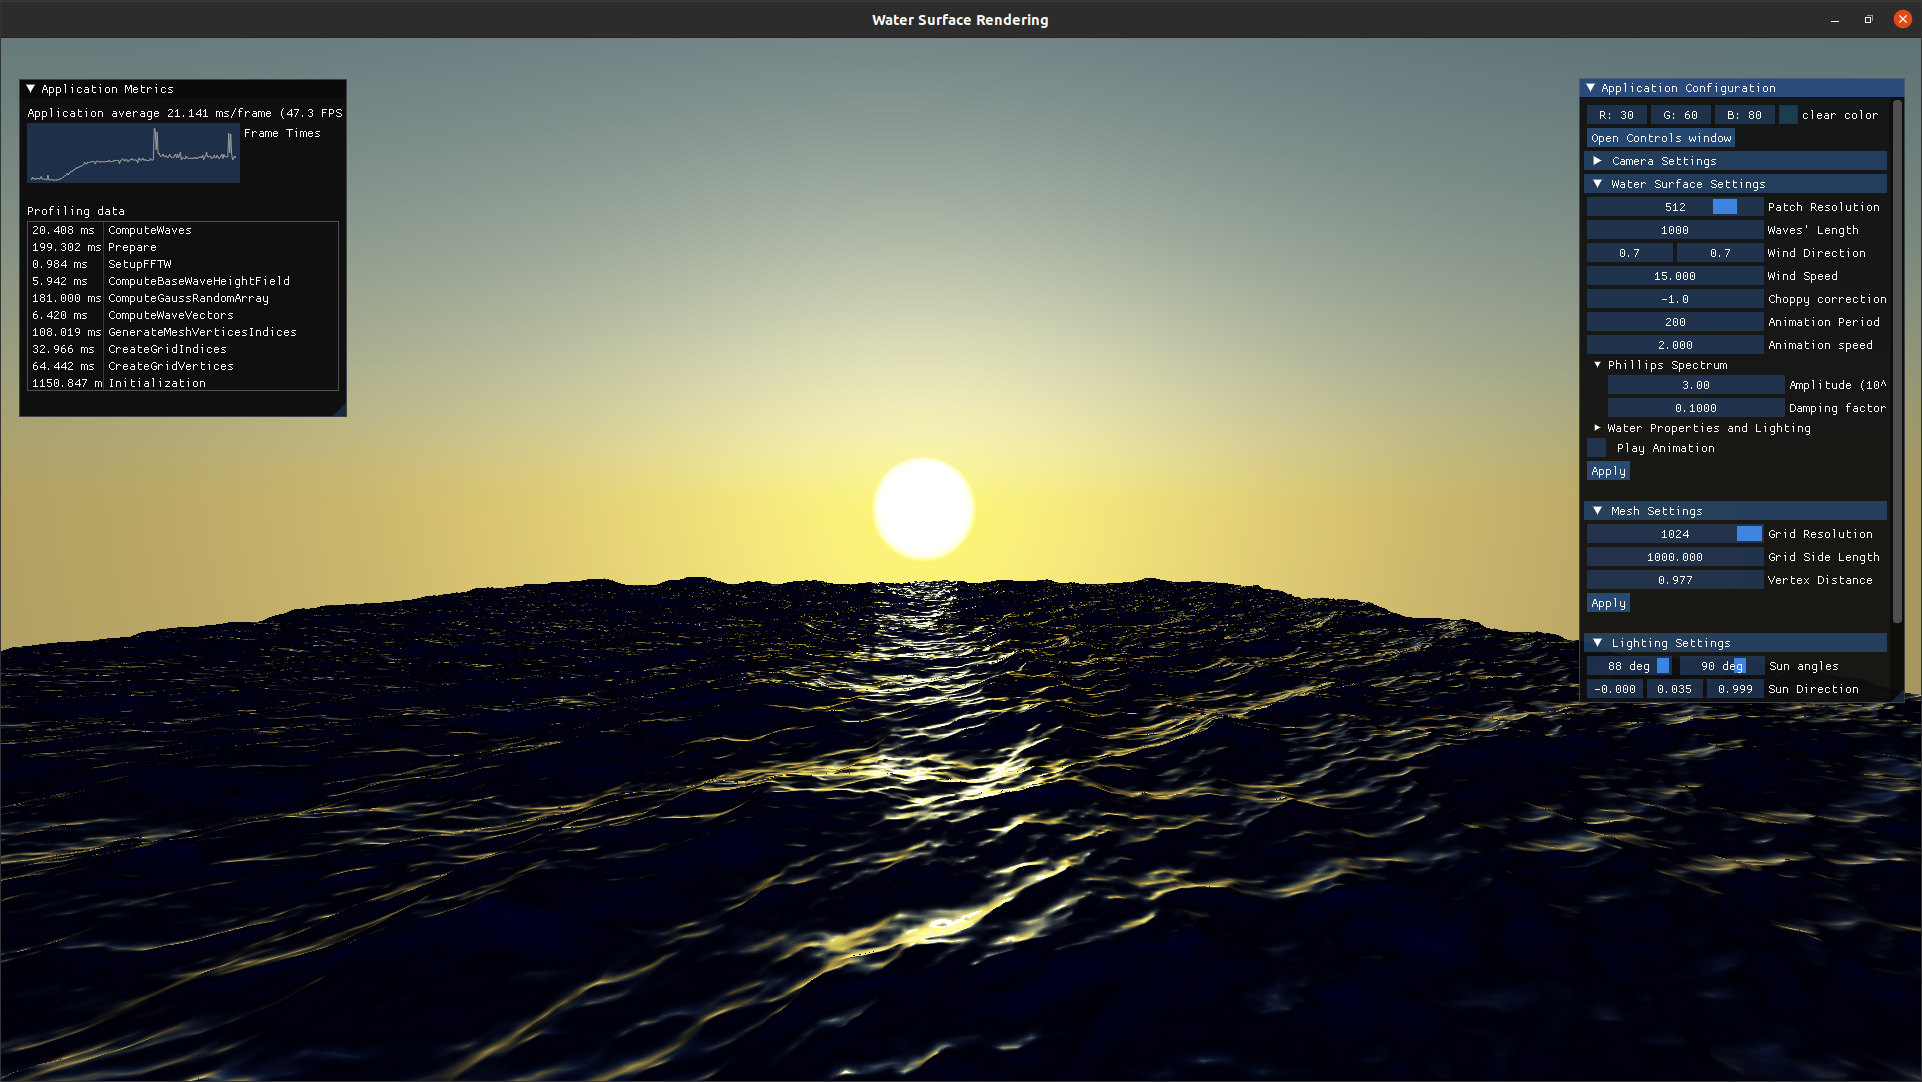 Water Surface Rendering
Application Metrics
Application average 21.141 ms/frame (47.3 FPS
Frame Times
Profiling data
20.408 ms ComputeWaves
199.302 ms Prepare
0.984 ms SetupFFTW
5.942 ms ComputeBaseWaveHeightField
181.000 ms ComputeGaussRandomArray
6.420 ms ComputeWaveVectors
108.019 ms GenerateMeshVerticesIndices
32.966 ms CreateGridIndices
64.442 ms CreateGridVertices
1150.847 m Initialization
Application Configuration
R: 30 G: 60 B: 80 clear color
Open Controls window
Camera Settings
Water Surface Settings
512 Patch Resolution
1000 Waves' Length
0.7 0.7 Wind Direction
15.000 Wind Speed
-1.0 Choppy correction
200 Animation Period
2.000 Animation speed
Phillips Spectrum
3.00 Amplitude (10^
0.1000 Damping factor
Water Properties and Lighting
Play Animation
Apply
Mesh Settings
1024 Grid Resolution
1000.000 Grid Side Length
0.977 Vertex Distance
Apply
Lighting Settings
88 deg 90 deg Sun angles
-0.000 0.035 0.999 Sun Direction